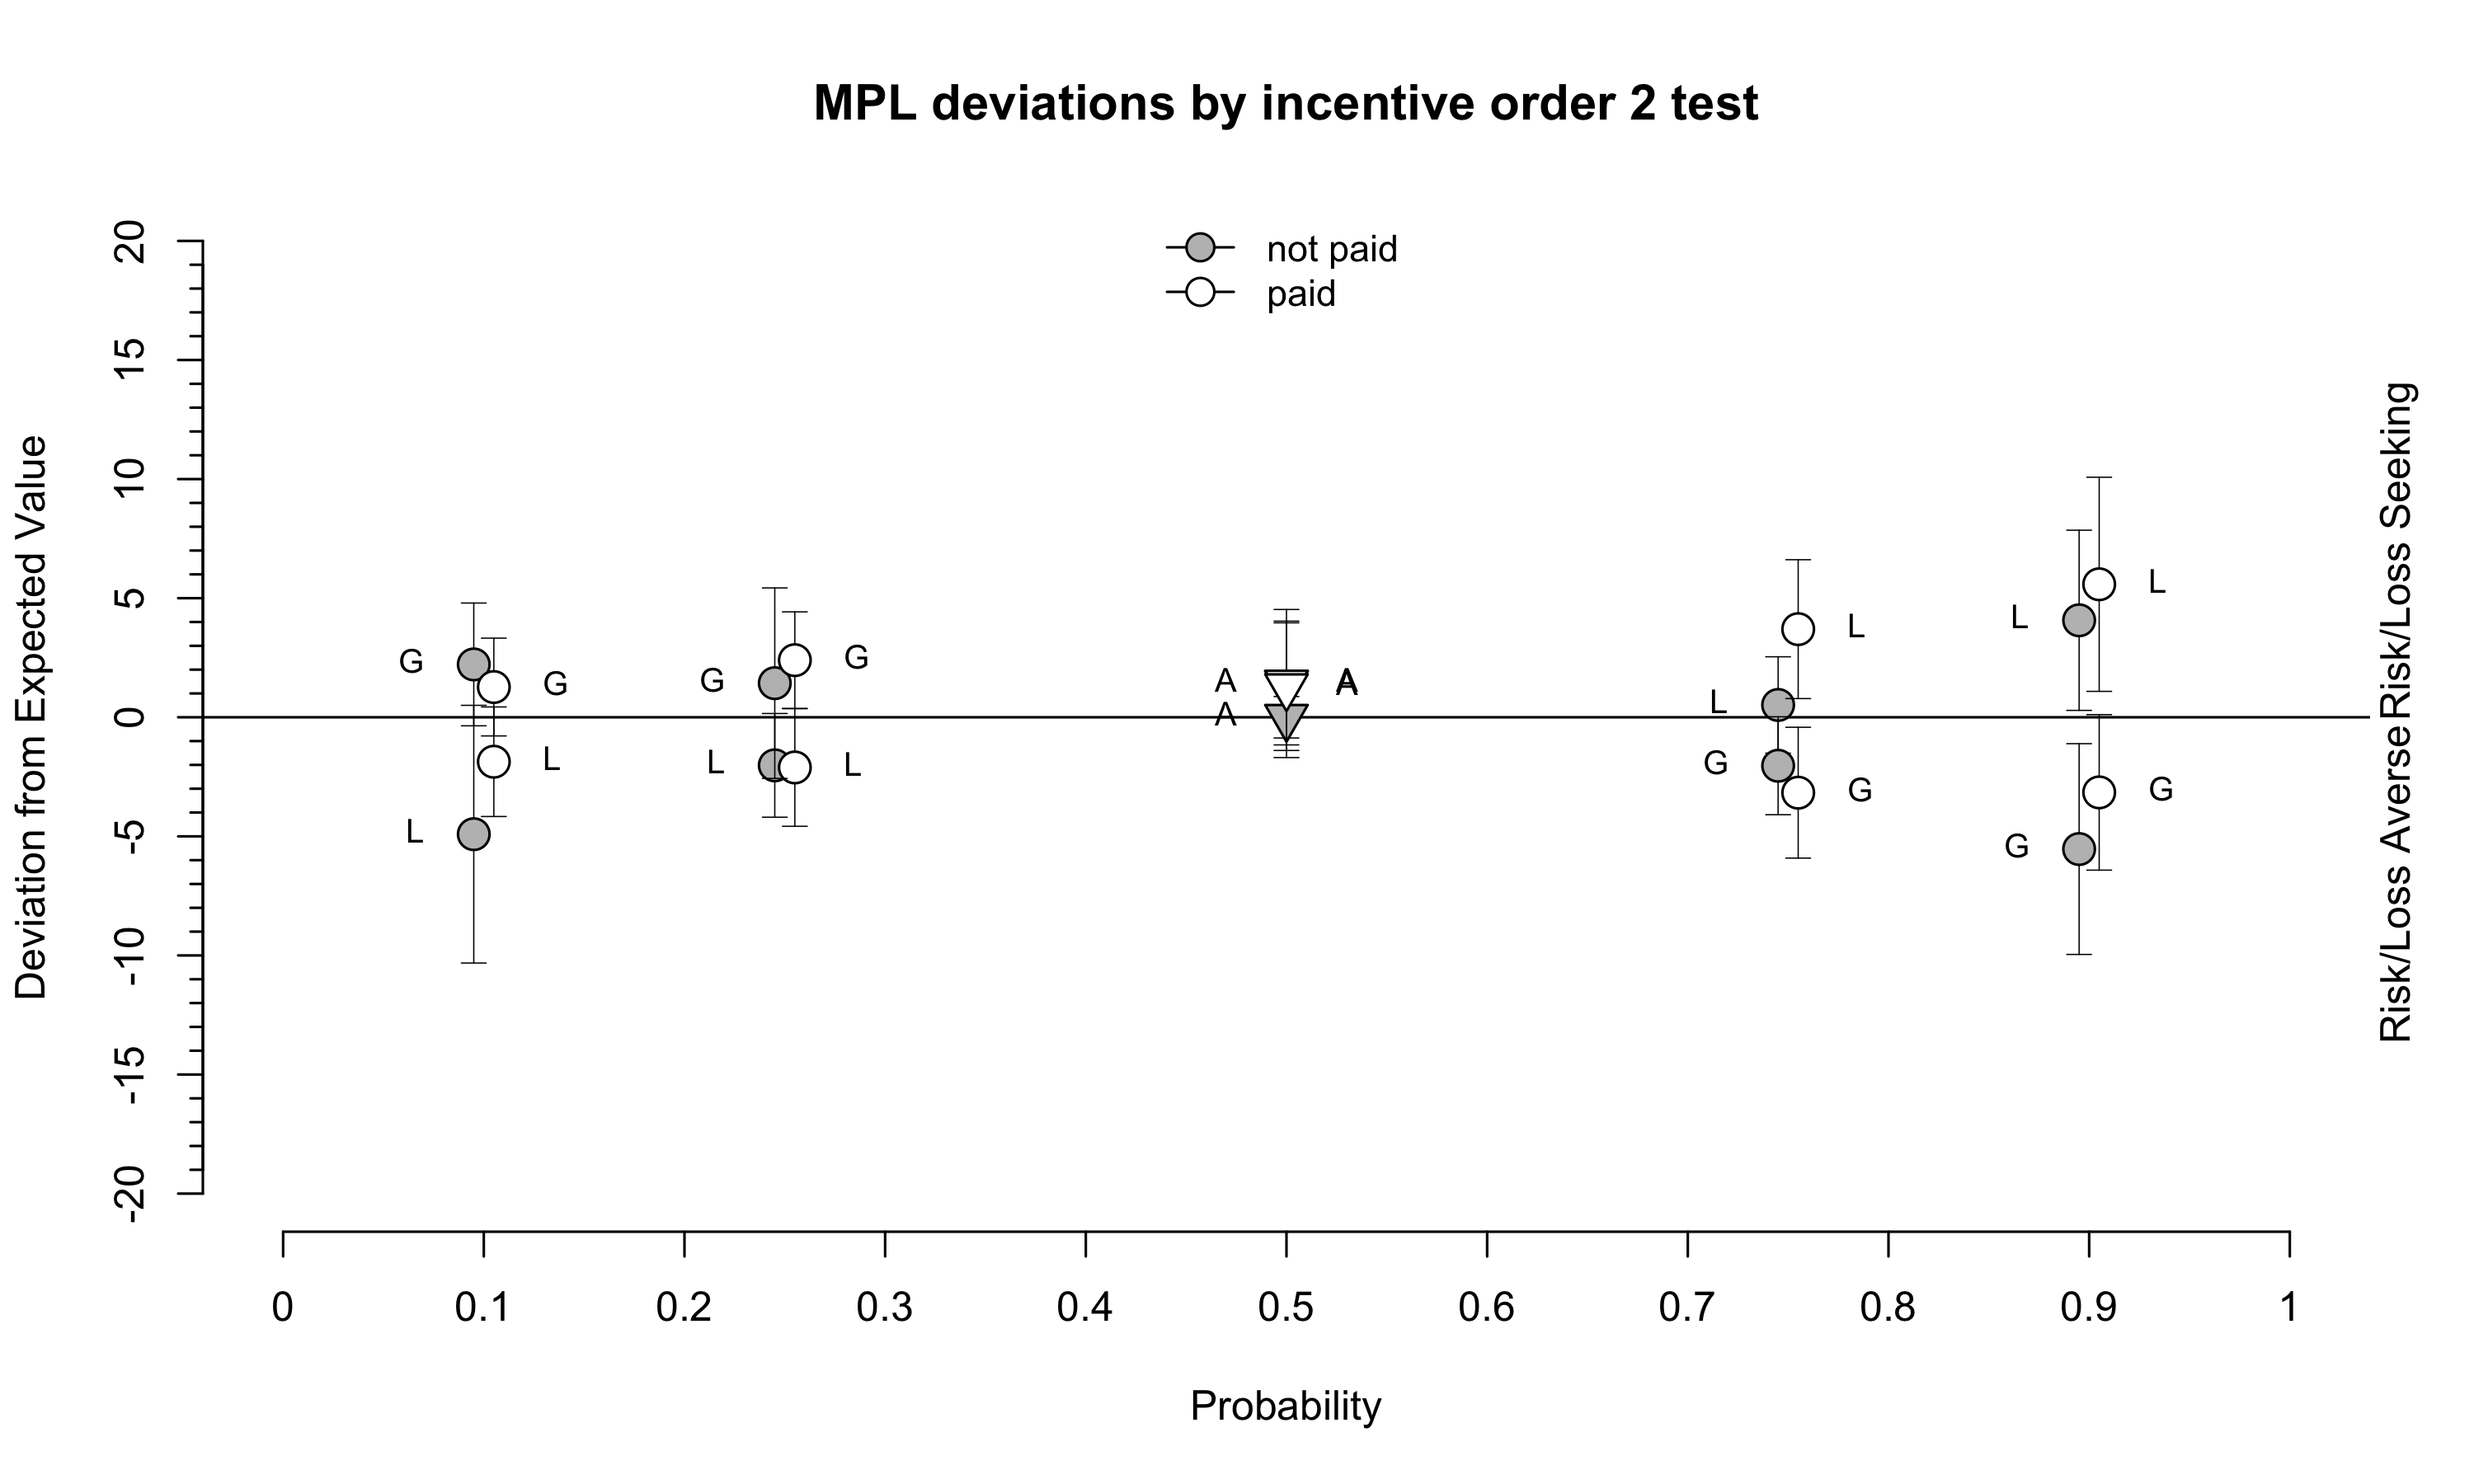 MPL deviations by incentive order 2 test
not paid
paid
Deviation from Expected Value
20
15
10
5
0
-5
-10
-15
-20
G
G
L
L
G
G
L
L
A
A
A
A
L
L
G
G
L
L
G
G
Risk/Loss Seeking
Risk/Loss Averse
0 0.1 0.2 0.3 0.4 0.5 0.6 0.7 0.8 0.9 1
Probability